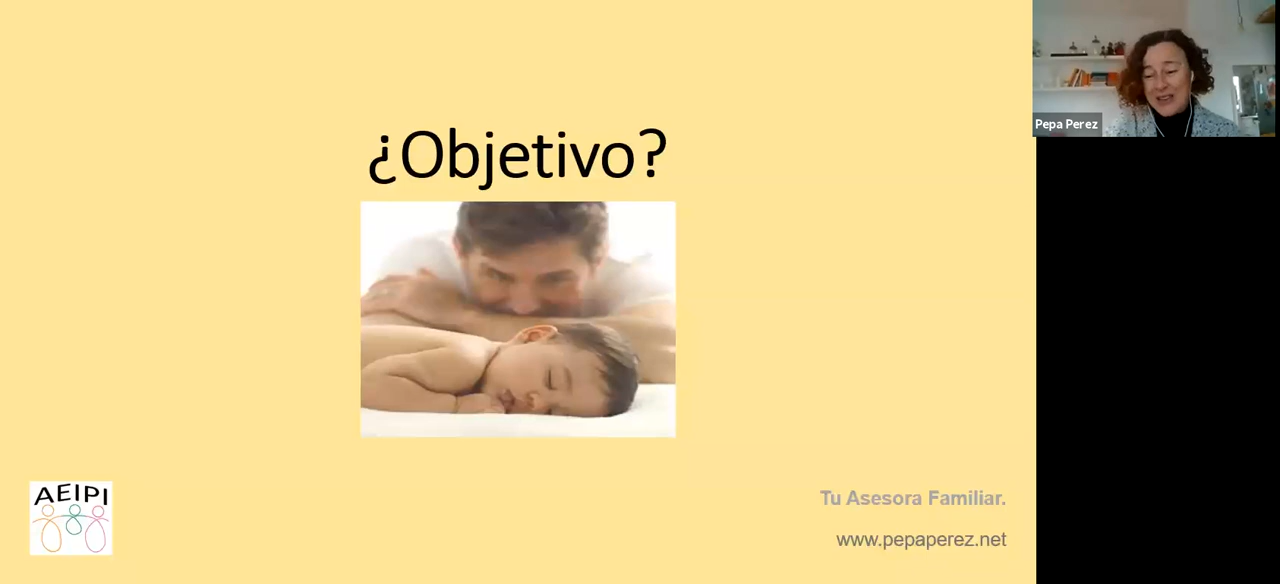 ¿Objetivo?
Pepa Perez
AEIPI
Tu Asesora Familiar.
www.pepaperez.net